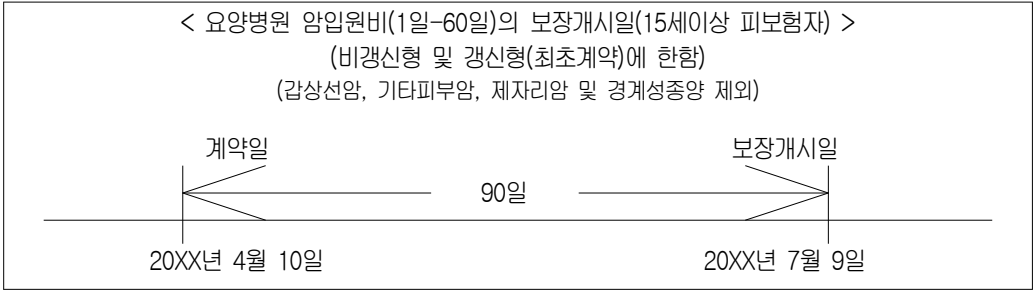 < 요양병원 암입원비(1일-60일)의 보장개시일(15세이상 피보험자) >
(비갱신형 및 갱신형(최초계약)에 한함)
(갑상선암, 기타피부암, 제자리암 및 경계성종양 제외)
계약일 보장개시일
90일
20XX년 4월 10일 20XX년 7월 9일